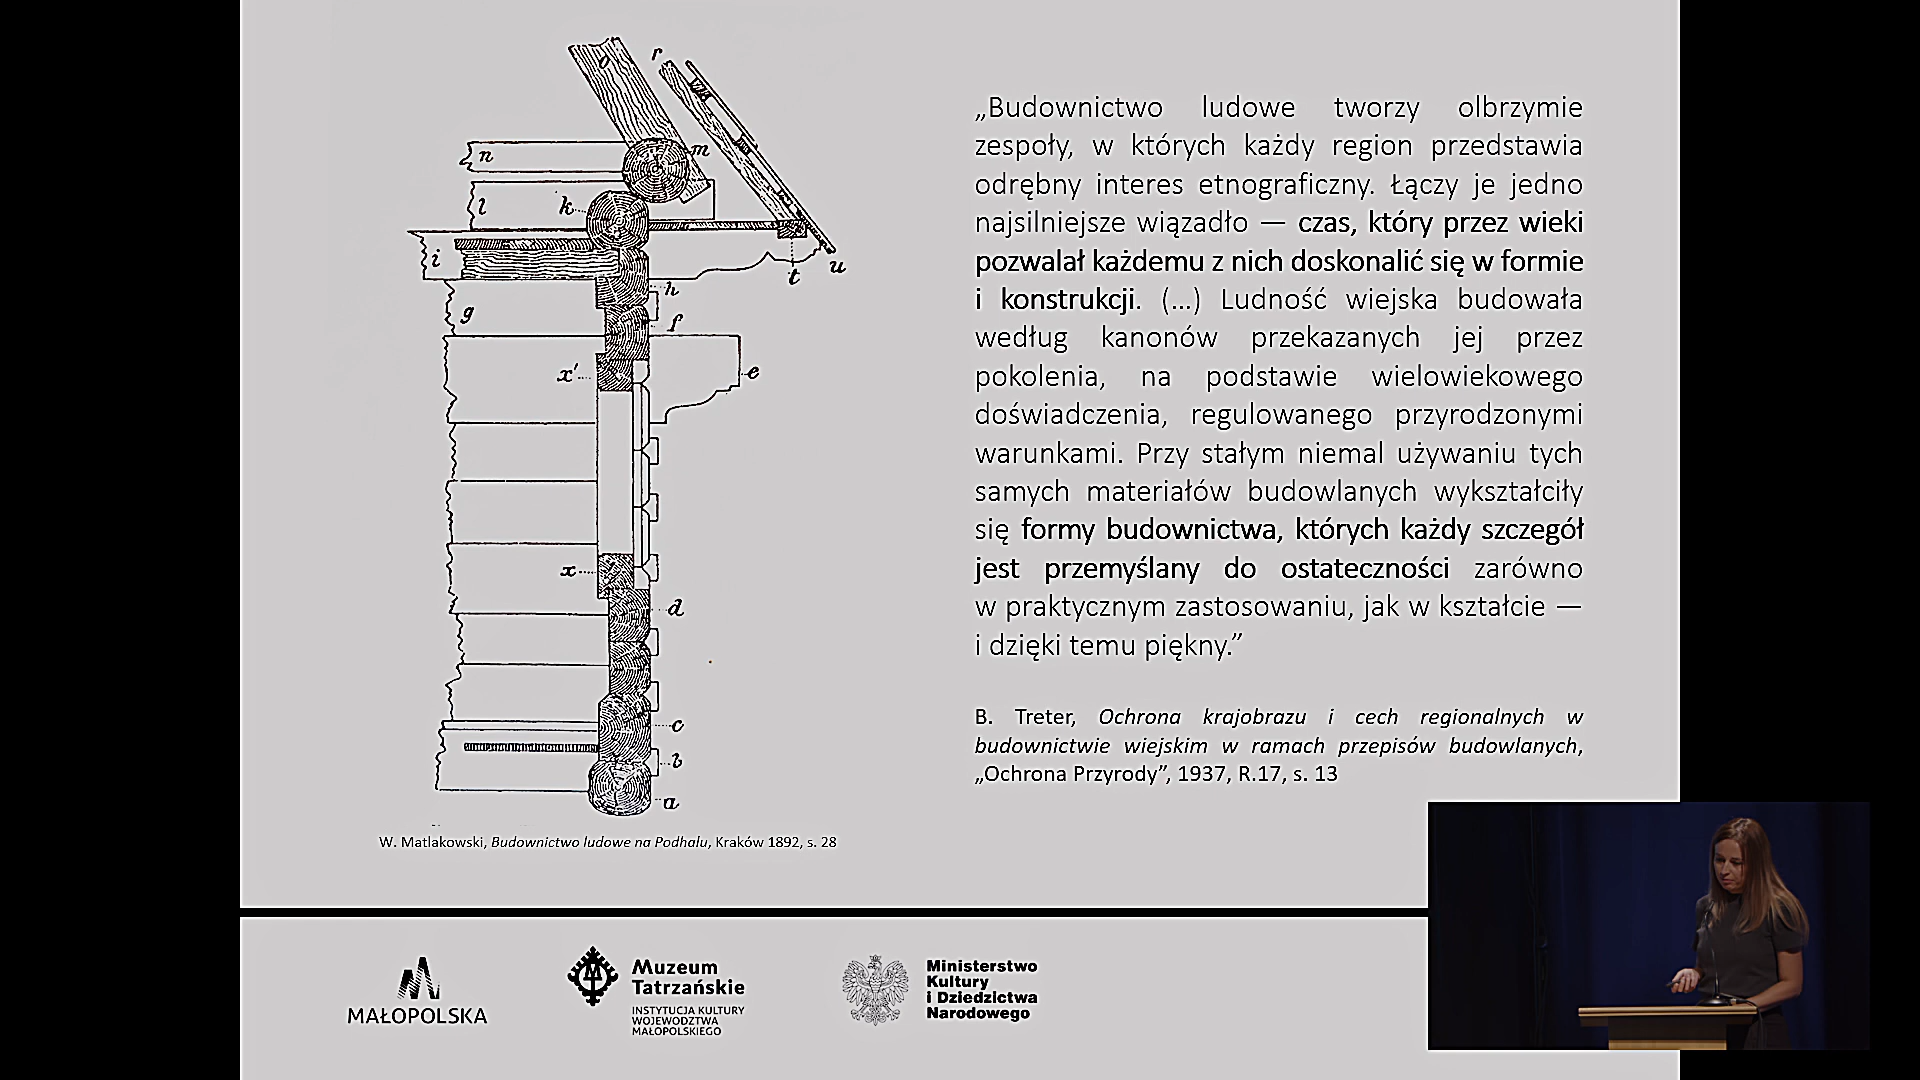 o
r
n
m
l
k
i
t
u
h
g
f
x'
e
x
d
c
b
a
W. Matlakowski, Budownictwo ludowe na Podhalu, Kraków 1892, s. 28
„Budownictwo ludowe tworzy olbrzymie
zespoły, w których każdy region przedstawia
odrębny interes etnograficzny. Łączy je jedno
najsilniejsze wiązadło — czas, który przez wieki
pozwalał każdemu z nich doskonalić się w formie
i konstrukcji. (…) Ludność wiejska budowała
według kanonów przekazanych jej przez
pokolenia, na podstawie wielowiekowego
doświadczenia, regulowanego przyrodzonymi
warunkami. Przy stałym niemal używaniu tych
samych materiałów budowlanych wykształciły
się formy budownictwa, których każdy szczegół
jest przemyślany do ostateczności zarówno
w praktycznym zastosowaniu, jak w kształcie —
i dzięki temu piękny.”
B. Treter, Ochrona krajobrazu i cech regionalnych w
budownictwie wiejskim w ramach przepisów budowlanych,
„Ochrona Przyrody”, 1937, R.17, s. 13
MAŁOPOLSKA
Muzeum
Tatrzańskie
INSTYTUCJA KULTURY
WOJEWÓDZTWA
MAŁOPOLSKIEGO
Ministerstwo
Kultury
i Dziedzictwa
Narodowego